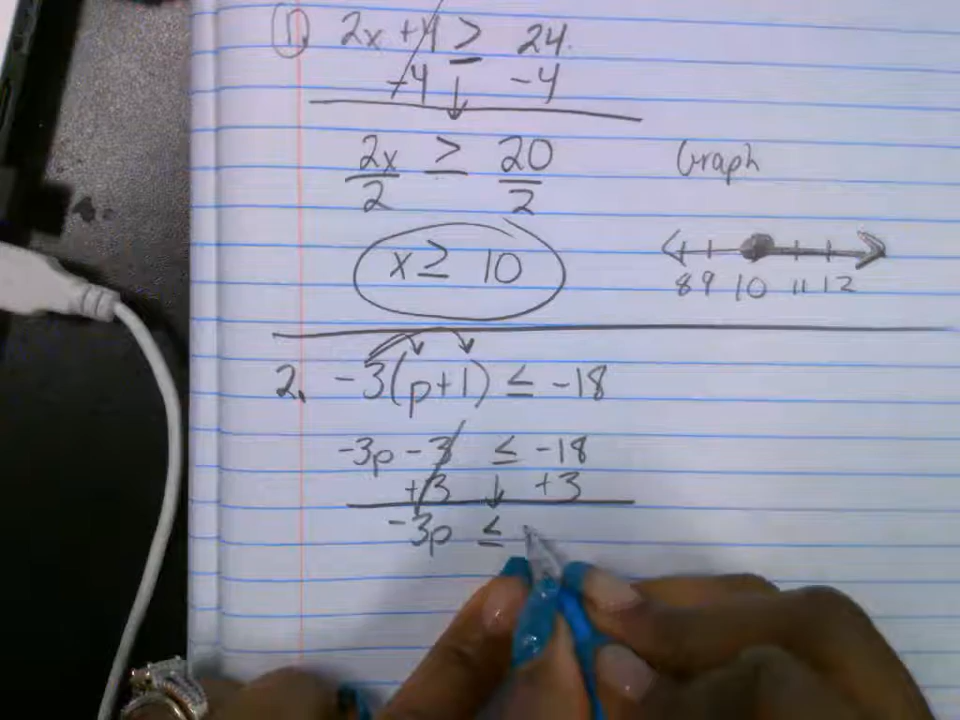 1. 2x + 4 ≥ 24
-4 -4
2x ≥ 20
2 2
Graph
x ≥ 10
8 9 10 11 12
2. -3(p+1) ≤ -18
-3p - 3 ≤ -18
+3 +3
-3p ≤